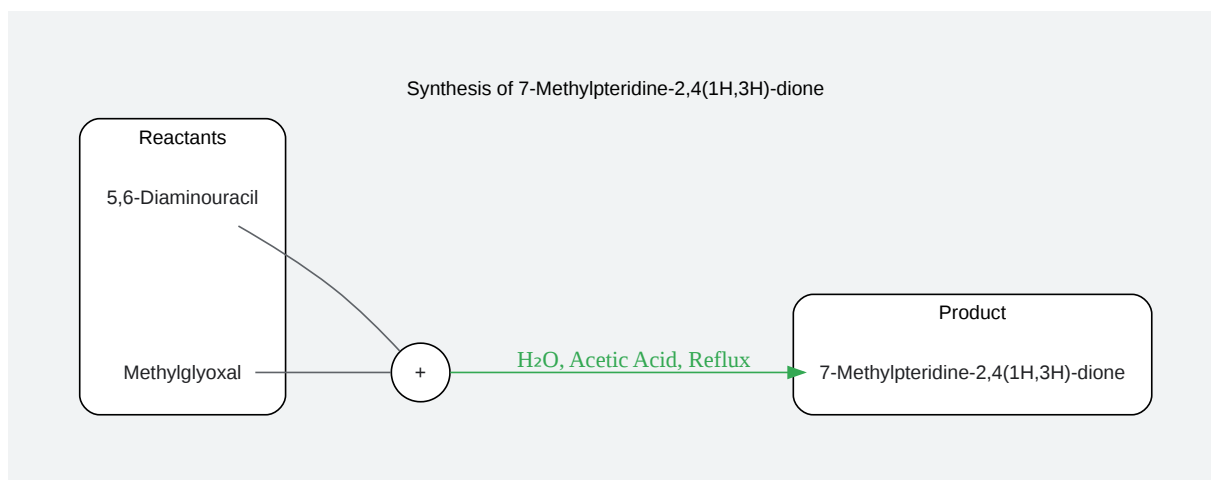 Synthesis of 7-Methylpteridine-2,4(1H,3H)-dione
Reactants
5,6-Diaminouracil
Methylglyoxal
+
H₂O, Acetic Acid, Reflux
Product
7-Methylpteridine-2,4(1H,3H)-dione